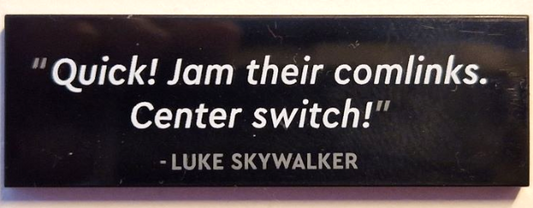 "Quick! Jam their comlinks.
Center switch!"
- LUKE SKYWALKER